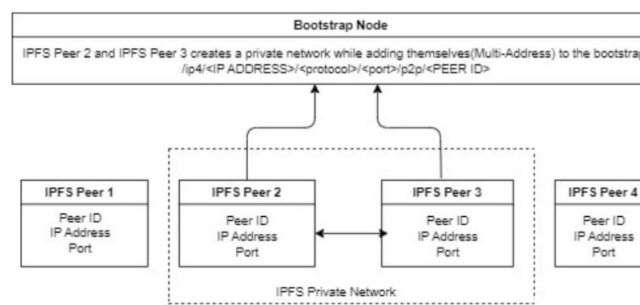 Bootstrap Node
IPFS Peer 2 and IPFS Peer 3 creates a private network while adding themselves(Multi-Address) to the bootstrap
/ip4/<IP ADDRESS>/<protocol>/<port>/p2p/<PEER ID>
IPFS Peer 1
Peer ID
IP Address
Port
IPFS Peer 2
Peer ID
IP Address
Port
IPFS Peer 3
Peer ID
IP Address
Port
IPFS Peer 4
Peer ID
IP Address
Port
IPFS Private Network